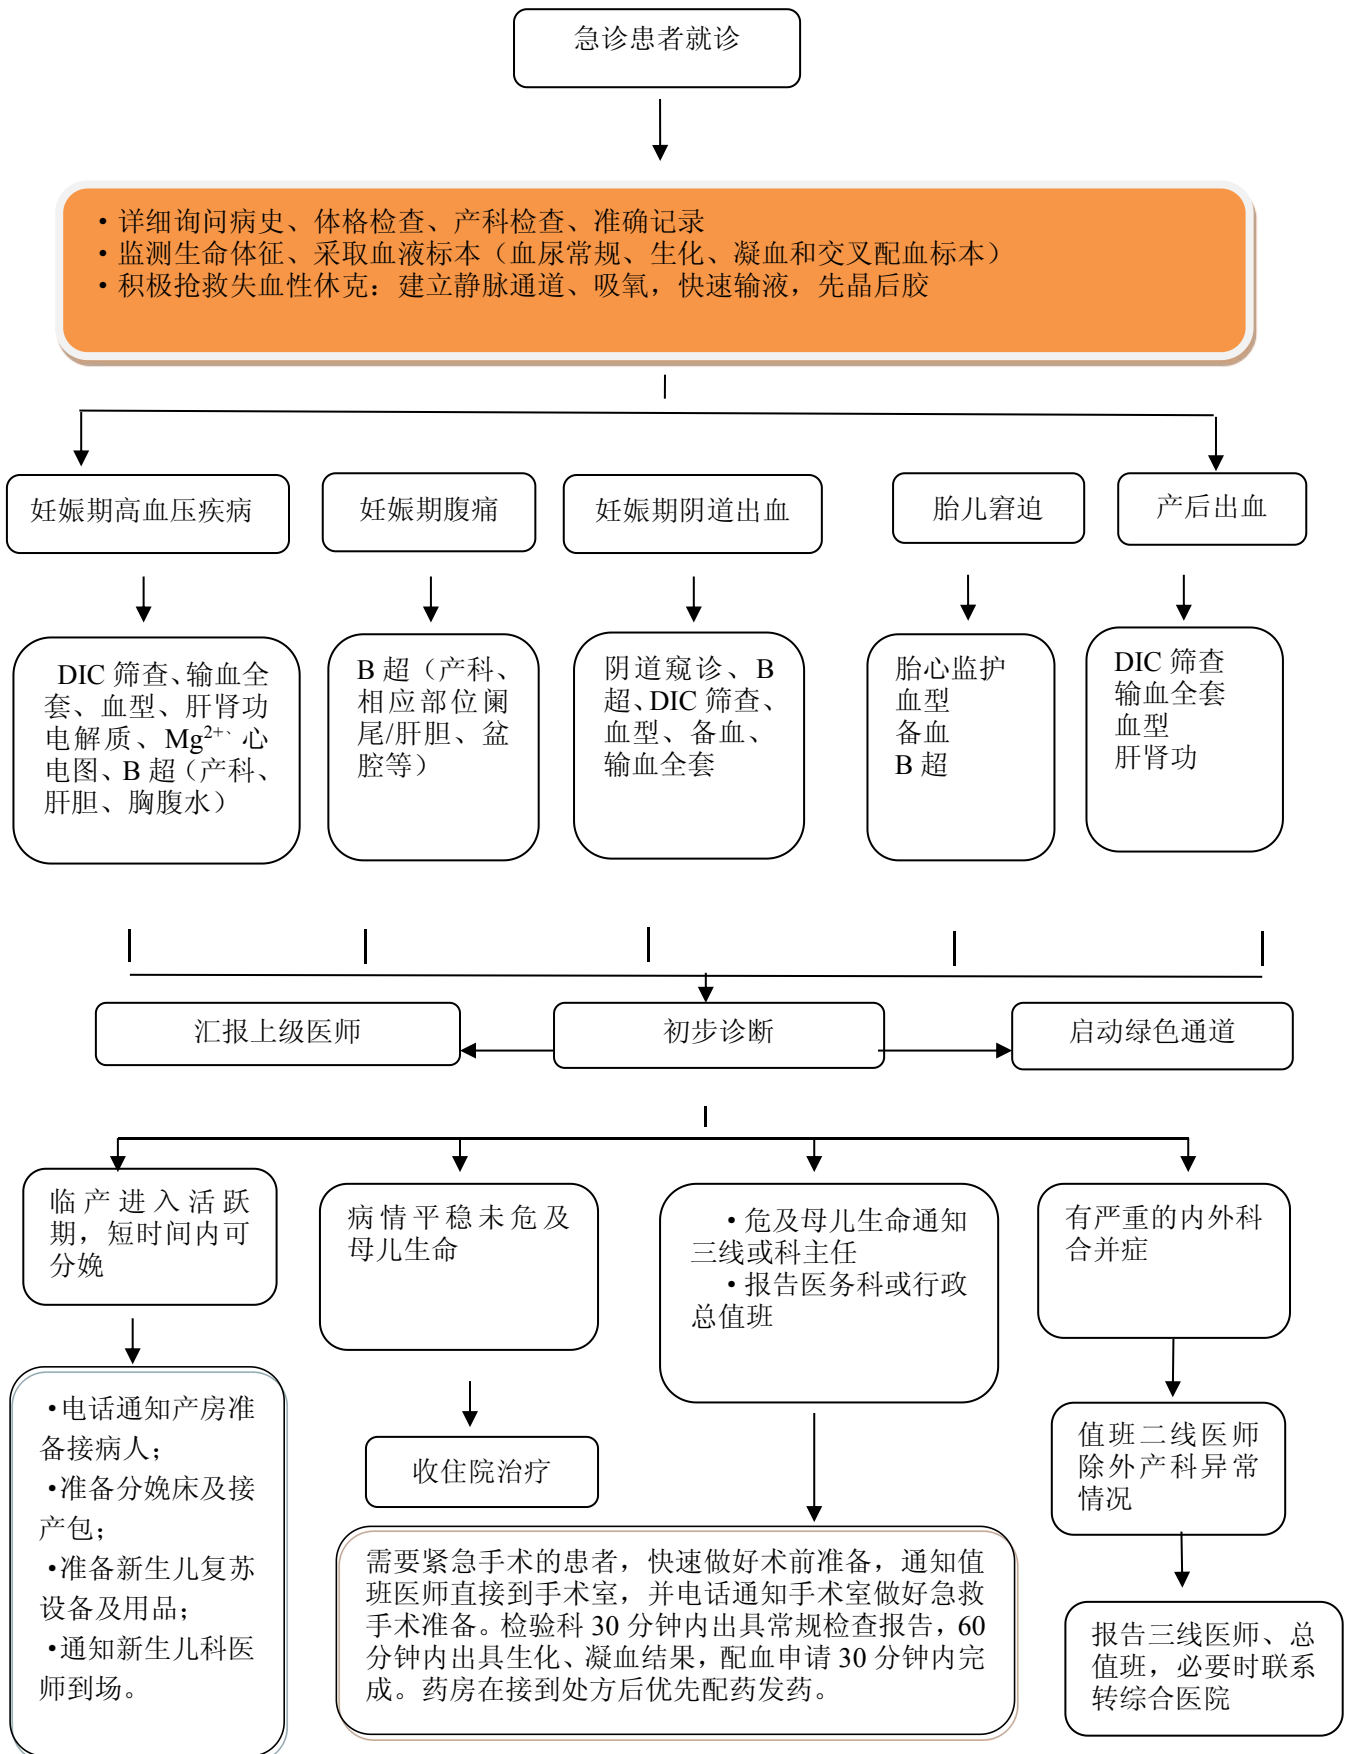 急诊患者就诊
•详细询问病史、体格检查、产科检查、准确记录
•监测生命体征、采取血液标本（血尿常规、生化、凝血和交叉配血标本）
•积极抢救失血性休克：建立静脉通道、吸氧，快速输液，先晶后胶
妊娠期高血压疾病
妊娠期腹痛
妊娠期阴道出血
胎儿窘迫
产后出血
DIC 筛查、输血全
套、血型、肝肾功
电解质、Mg²⁺、心
电图、B 超（产科、
肝胆、胸腹水）
B 超（产科、
相应部位阑
尾/肝胆、盆
腔等）
阴道窥诊、B
超、DIC 筛查、
血型、备血、
输血全套
胎心监护
血型
备血
B 超
DIC 筛查
输血全套
血型
肝肾功
汇报上级医师
初步诊断
启动绿色通道
临产进入活跃
期，短时间内可
分娩
病情平稳未危及
母儿生命
•危及母儿生命通知
三线或科主任
•报告医务科或行政
总值班
有严重的内外科
合并症
•电话通知产房准
备接病人；
•准备分娩床及接
产包；
•准备新生儿复苏
设备及用品；
•通知新生儿科医
师到场。
收住院治疗
需要紧急手术的患者，快速做好术前准备，通知值
班医师直接到手术室，并电话通知手术室做好急救
手术准备。检验科 30 分钟内出具常规检查报告，60
分钟内出具生化、凝血结果，配血申请 30 分钟内完
成。药房在接到处方后优先配药发药。
值班二线医师
除外产科异常
情况
报告三线医师、总
值班，必要时联系
转综合医院